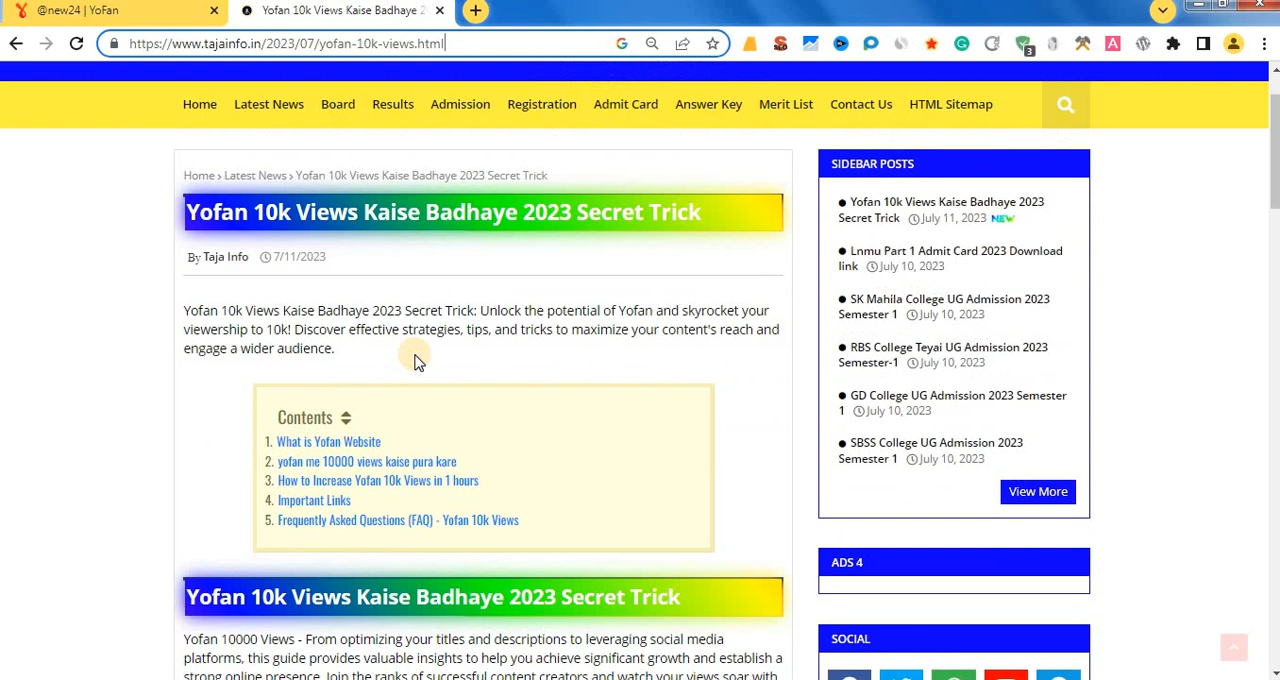 @new24 | YoFan
Yofan 10k Views Kaise Badhaye 2
https://www.tajainfo.in/2023/07/yofan-10k-views.html
3
Home Latest News Board Results Admission Registration Admit Card Answer Key Merit List Contact Us HTML Sitemap
Home › Latest News › Yofan 10k Views Kaise Badhaye 2023 Secret Trick
Yofan 10k Views Kaise Badhaye 2023 Secret Trick
By Taja Info 7/11/2023
Yofan 10k Views Kaise Badhaye 2023 Secret Trick: Unlock the potential of Yofan and skyrocket your
viewership to 10k! Discover effective strategies, tips, and tricks to maximize your content's reach and
engage a wider audience.
Contents
1. What is Yofan Website
2. yofan me 10000 views kaise pura kare
3. How to Increase Yofan 10k Views in 1 hours
4. Important Links
5. Frequently Asked Questions (FAQ) - Yofan 10k Views
Yofan 10k Views Kaise Badhaye 2023 Secret Trick
Yofan 10000 Views - From optimizing your titles and descriptions to leveraging social media
platforms, this guide provides valuable insights to help you achieve significant growth and establish a
strong online presence. Join the ranks of successful content creators and watch your views soar with
SIDEBAR POSTS
Yofan 10k Views Kaise Badhaye 2023
Secret Trick July 11, 2023 NEW
Lnmu Part 1 Admit Card 2023 Download
link July 10, 2023
SK Mahila College UG Admission 2023
Semester 1 July 10, 2023
RBS College Teyai UG Admission 2023
Semester-1 July 10, 2023
GD College UG Admission 2023 Semester
1 July 10, 2023
SBSS College UG Admission 2023
Semester 1 July 10, 2023
View More
ADS 4
SOCIAL